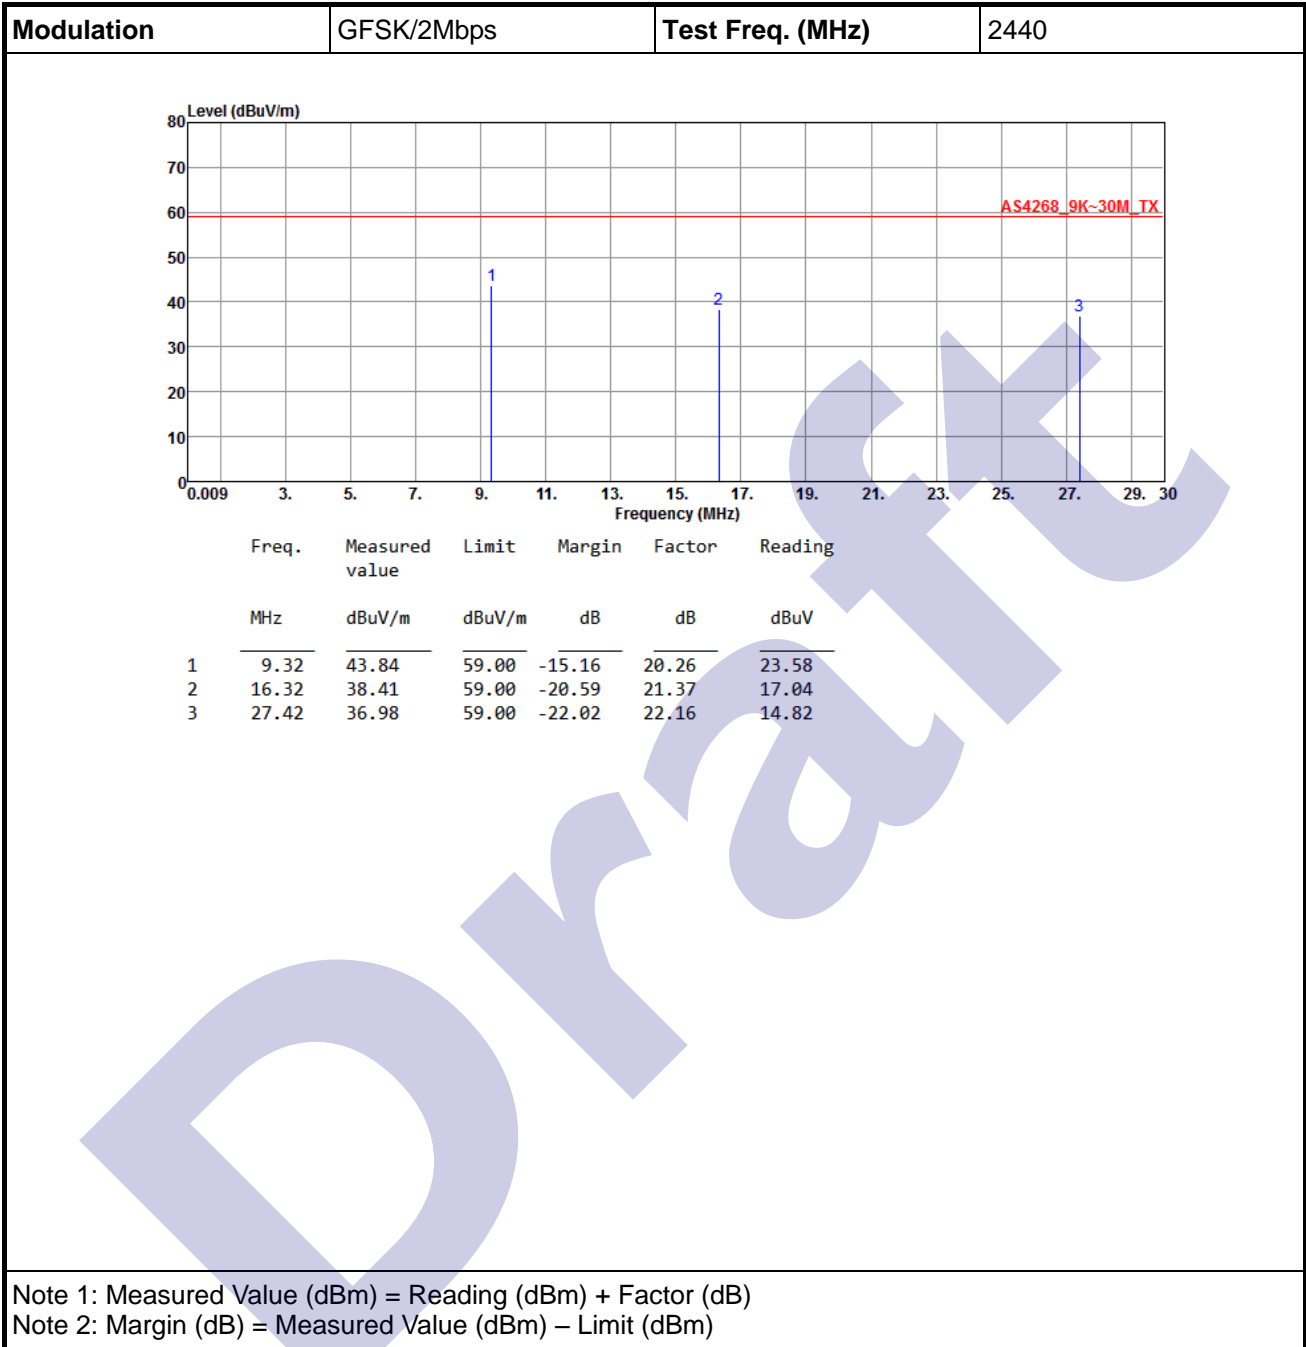 Modulation GFSK/2Mbps Test Freq. (MHz) 2440
Level (dBuV/m)
80
70
60
50
40
30
20
10
0
AS4268_9K~30M_TX
1
2
3
0.009 3. 5. 7. 9. 11. 13. 15. 17. 19. 21. 23. 25. 27. 29. 30
Frequency (MHz)
Freq. Measured Limit Margin Factor Reading
value
MHz dBuV/m dBuV/m dB dB dBuV
1 9.32 43.84 59.00 -15.16 20.26 23.58
2 16.32 38.41 59.00 -20.59 21.37 17.04
3 27.42 36.98 59.00 -22.02 22.16 14.82
Draft
Note 1: Measured Value (dBm) = Reading (dBm) + Factor (dB)
Note 2: Margin (dB) = Measured Value (dBm) – Limit (dBm)